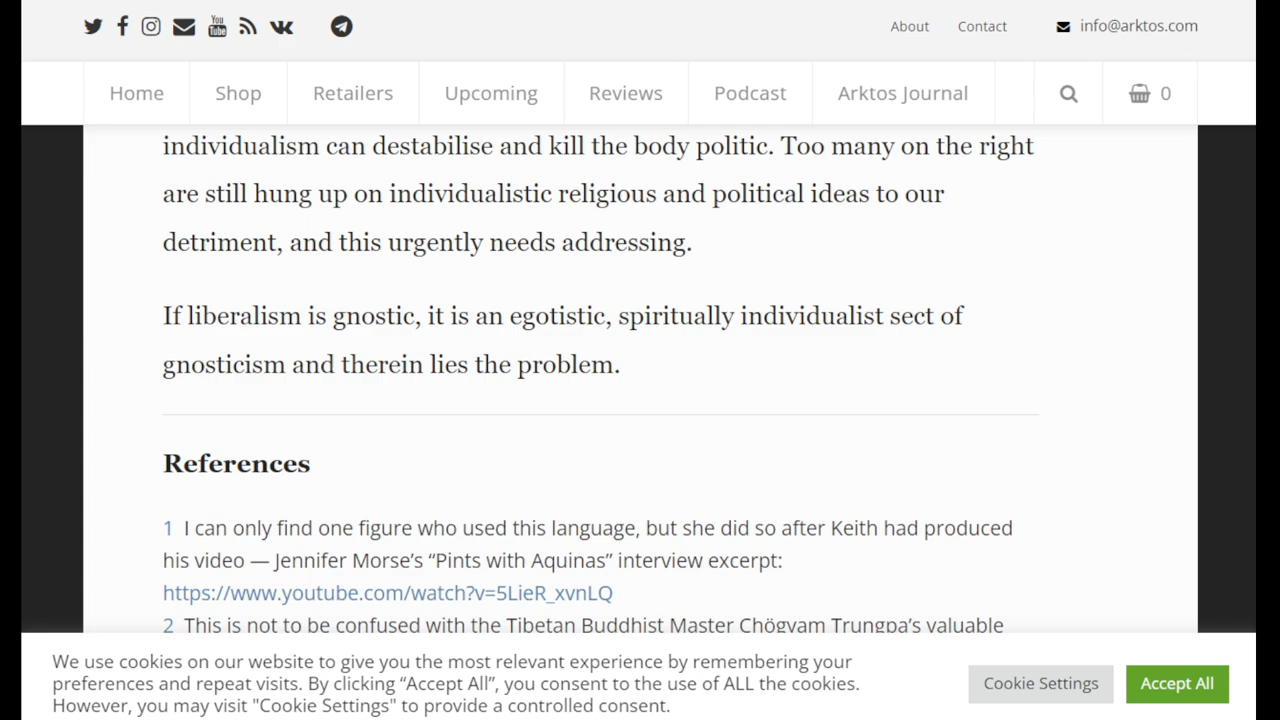 You
Tube
About
Contact
info@arktos.com
Home
Shop
Retailers
Upcoming
Reviews
Podcast
Arktos Journal
0
individualism can destabilise and kill the body politic. Too many on the right
are still hung up on individualistic religious and political ideas to our
detriment, and this urgently needs addressing.
If liberalism is gnostic, it is an egotistic, spiritually individualist sect of
gnosticism and therein lies the problem.
References
1 I can only find one figure who used this language, but she did so after Keith had produced
his video — Jennifer Morse’s “Pints with Aquinas” interview excerpt:
https://www.youtube.com/watch?v=5LieR_xvnLQ
2 This is not to be confused with the Tibetan Buddhist Master Chögyam Trungpa’s valuable
We use cookies on our website to give you the most relevant experience by remembering your
preferences and repeat visits. By clicking “Accept All”, you consent to the use of ALL the cookies.
However, you may visit "Cookie Settings" to provide a controlled consent.
Cookie Settings
Accept All